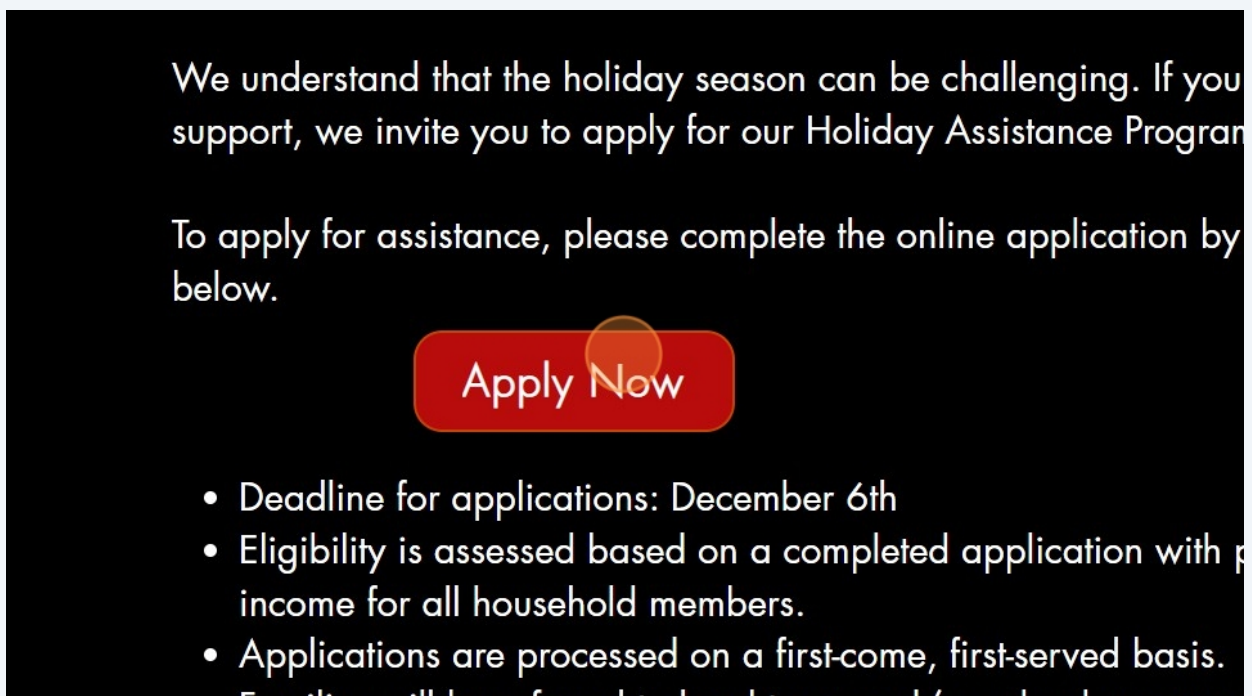 We understand that the holiday season can be challenging. If you
support, we invite you to apply for our Holiday Assistance
To apply for assistance, please complete the online application by
below.
Apply Now
• Deadline for applications: December 6th
• Eligibility is assessed based on a completed application with
income for all household members.
• Applications are processed on a first-come, first-served basis.